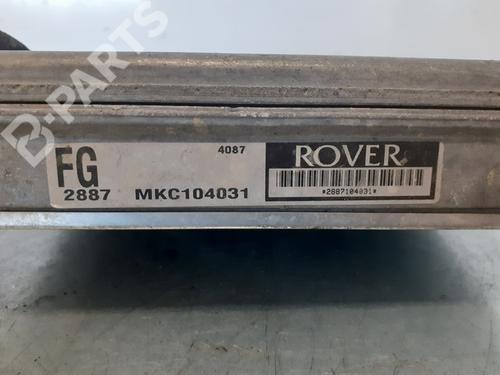 B-PARTS
FG
4087
ROVER
2887 MKC104031
*2887104031*